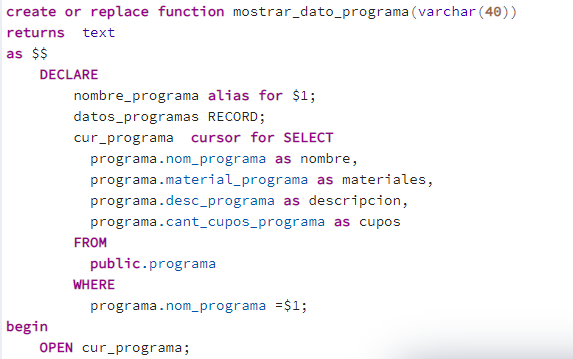 create or replace function mostrar_dato_programa(varchar(40))
returns  text
as $$
    DECLARE
        nombre_programa alias for $1;
        datos_programas RECORD;
        cur_programa  cursor for SELECT
          programa.nom_programa as nombre,
          programa.material_programa as materiales,
          programa.desc_programa as descripcion,
          programa.cant_cupos_programa as cupos
        FROM
          public.programa
        WHERE
          programa.nom_programa =$1;
begin
    OPEN cur_programa;